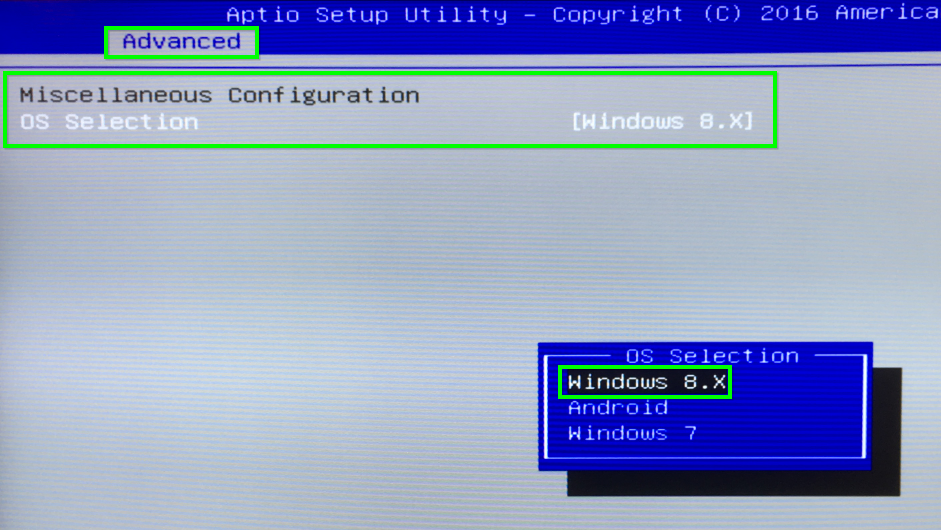 Aptio Setup Utility – Copyright (C) 2016 America
Advanced
Miscellaneous Configuration
OS Selection [Windows 8.X]
OS Selection
Windows 8.X
Android
Windows 7